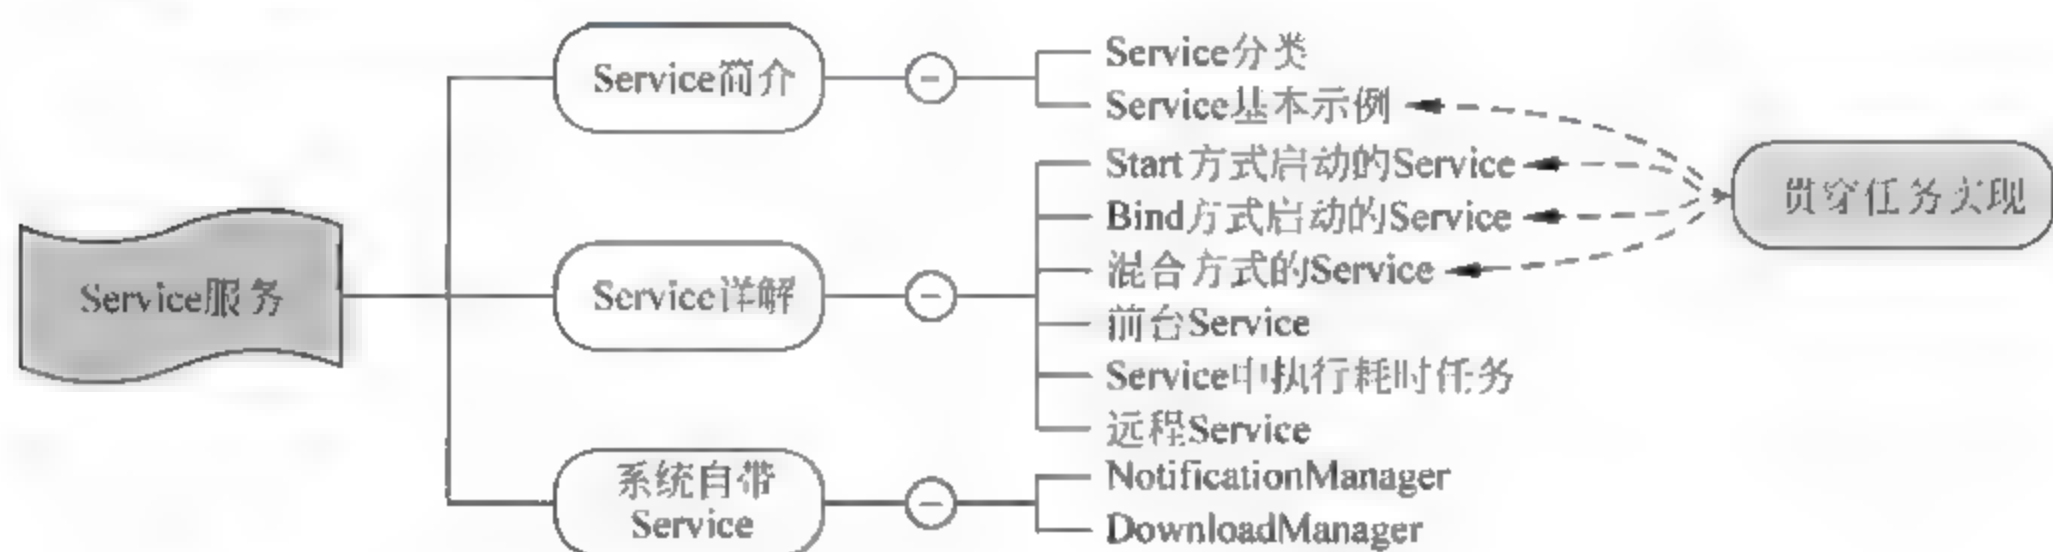 Service服务
Service简介
Service分类
Service基本示例
Service详解
Start方式启动的Service
Bind方式启动的Service
混合方式的Service
前台Service
Service中执行耗时任务
远程Service
系统自带
Service
NotificationManager
DownloadManager
贯穿任务实现